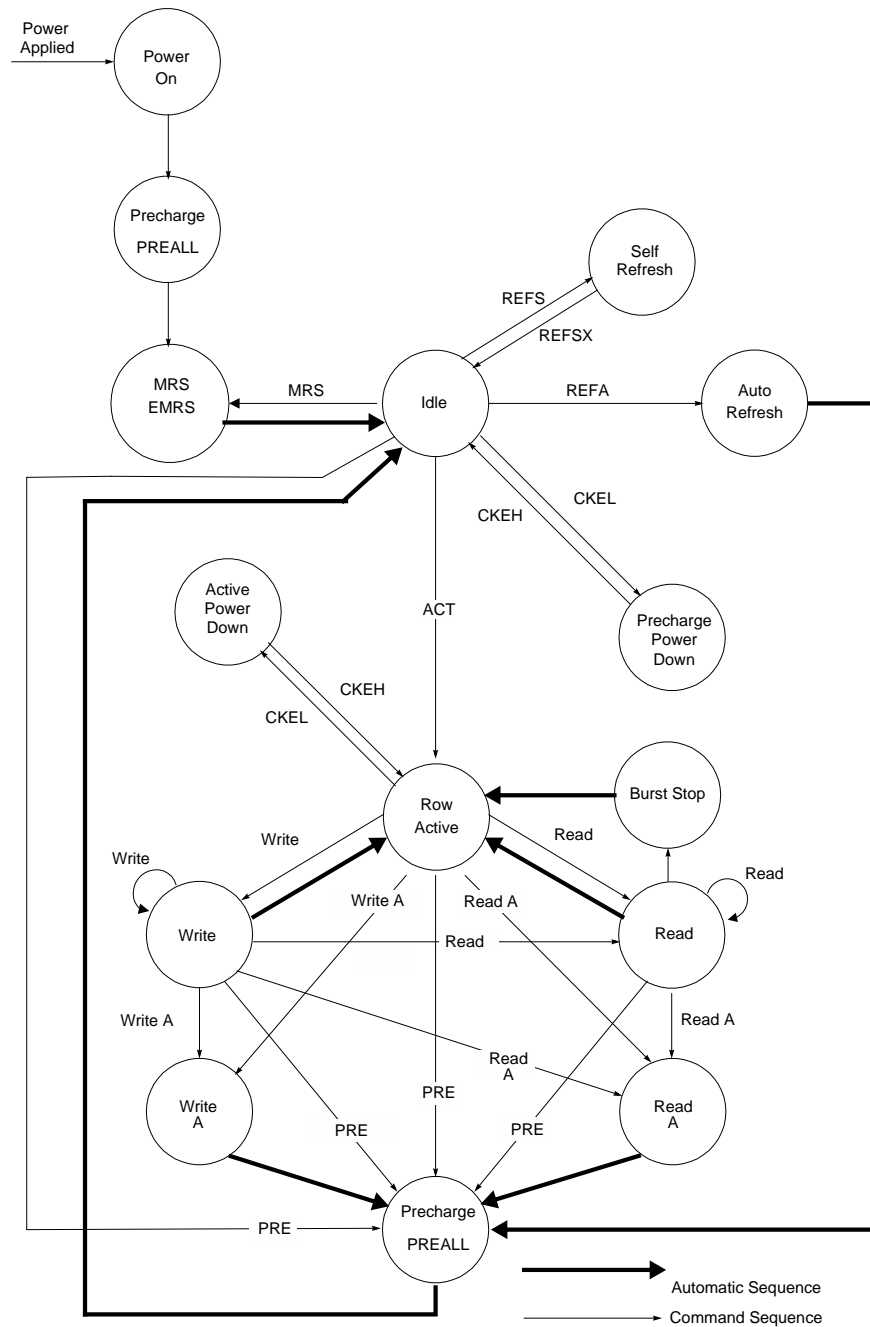 Power
Applied
Power
On
Precharge
PREALL
Self
Refresh
REFS
REFSX
MRS
EMRS
MRS
Idle
REFA
Auto
Refresh
CKEL
CKEH
Active
Power
Down
ACT
Precharge
Power
Down
CKEH
CKEL
Burst Stop
Row
Active
Write
Read
Write
Read
Write A
Read A
Write
Read
Read
Write A
Read A
Read
A
Write
A
Read
A
PRE
PRE
PRE
Precharge
PREALL
PRE
Automatic Sequence
Command Sequence